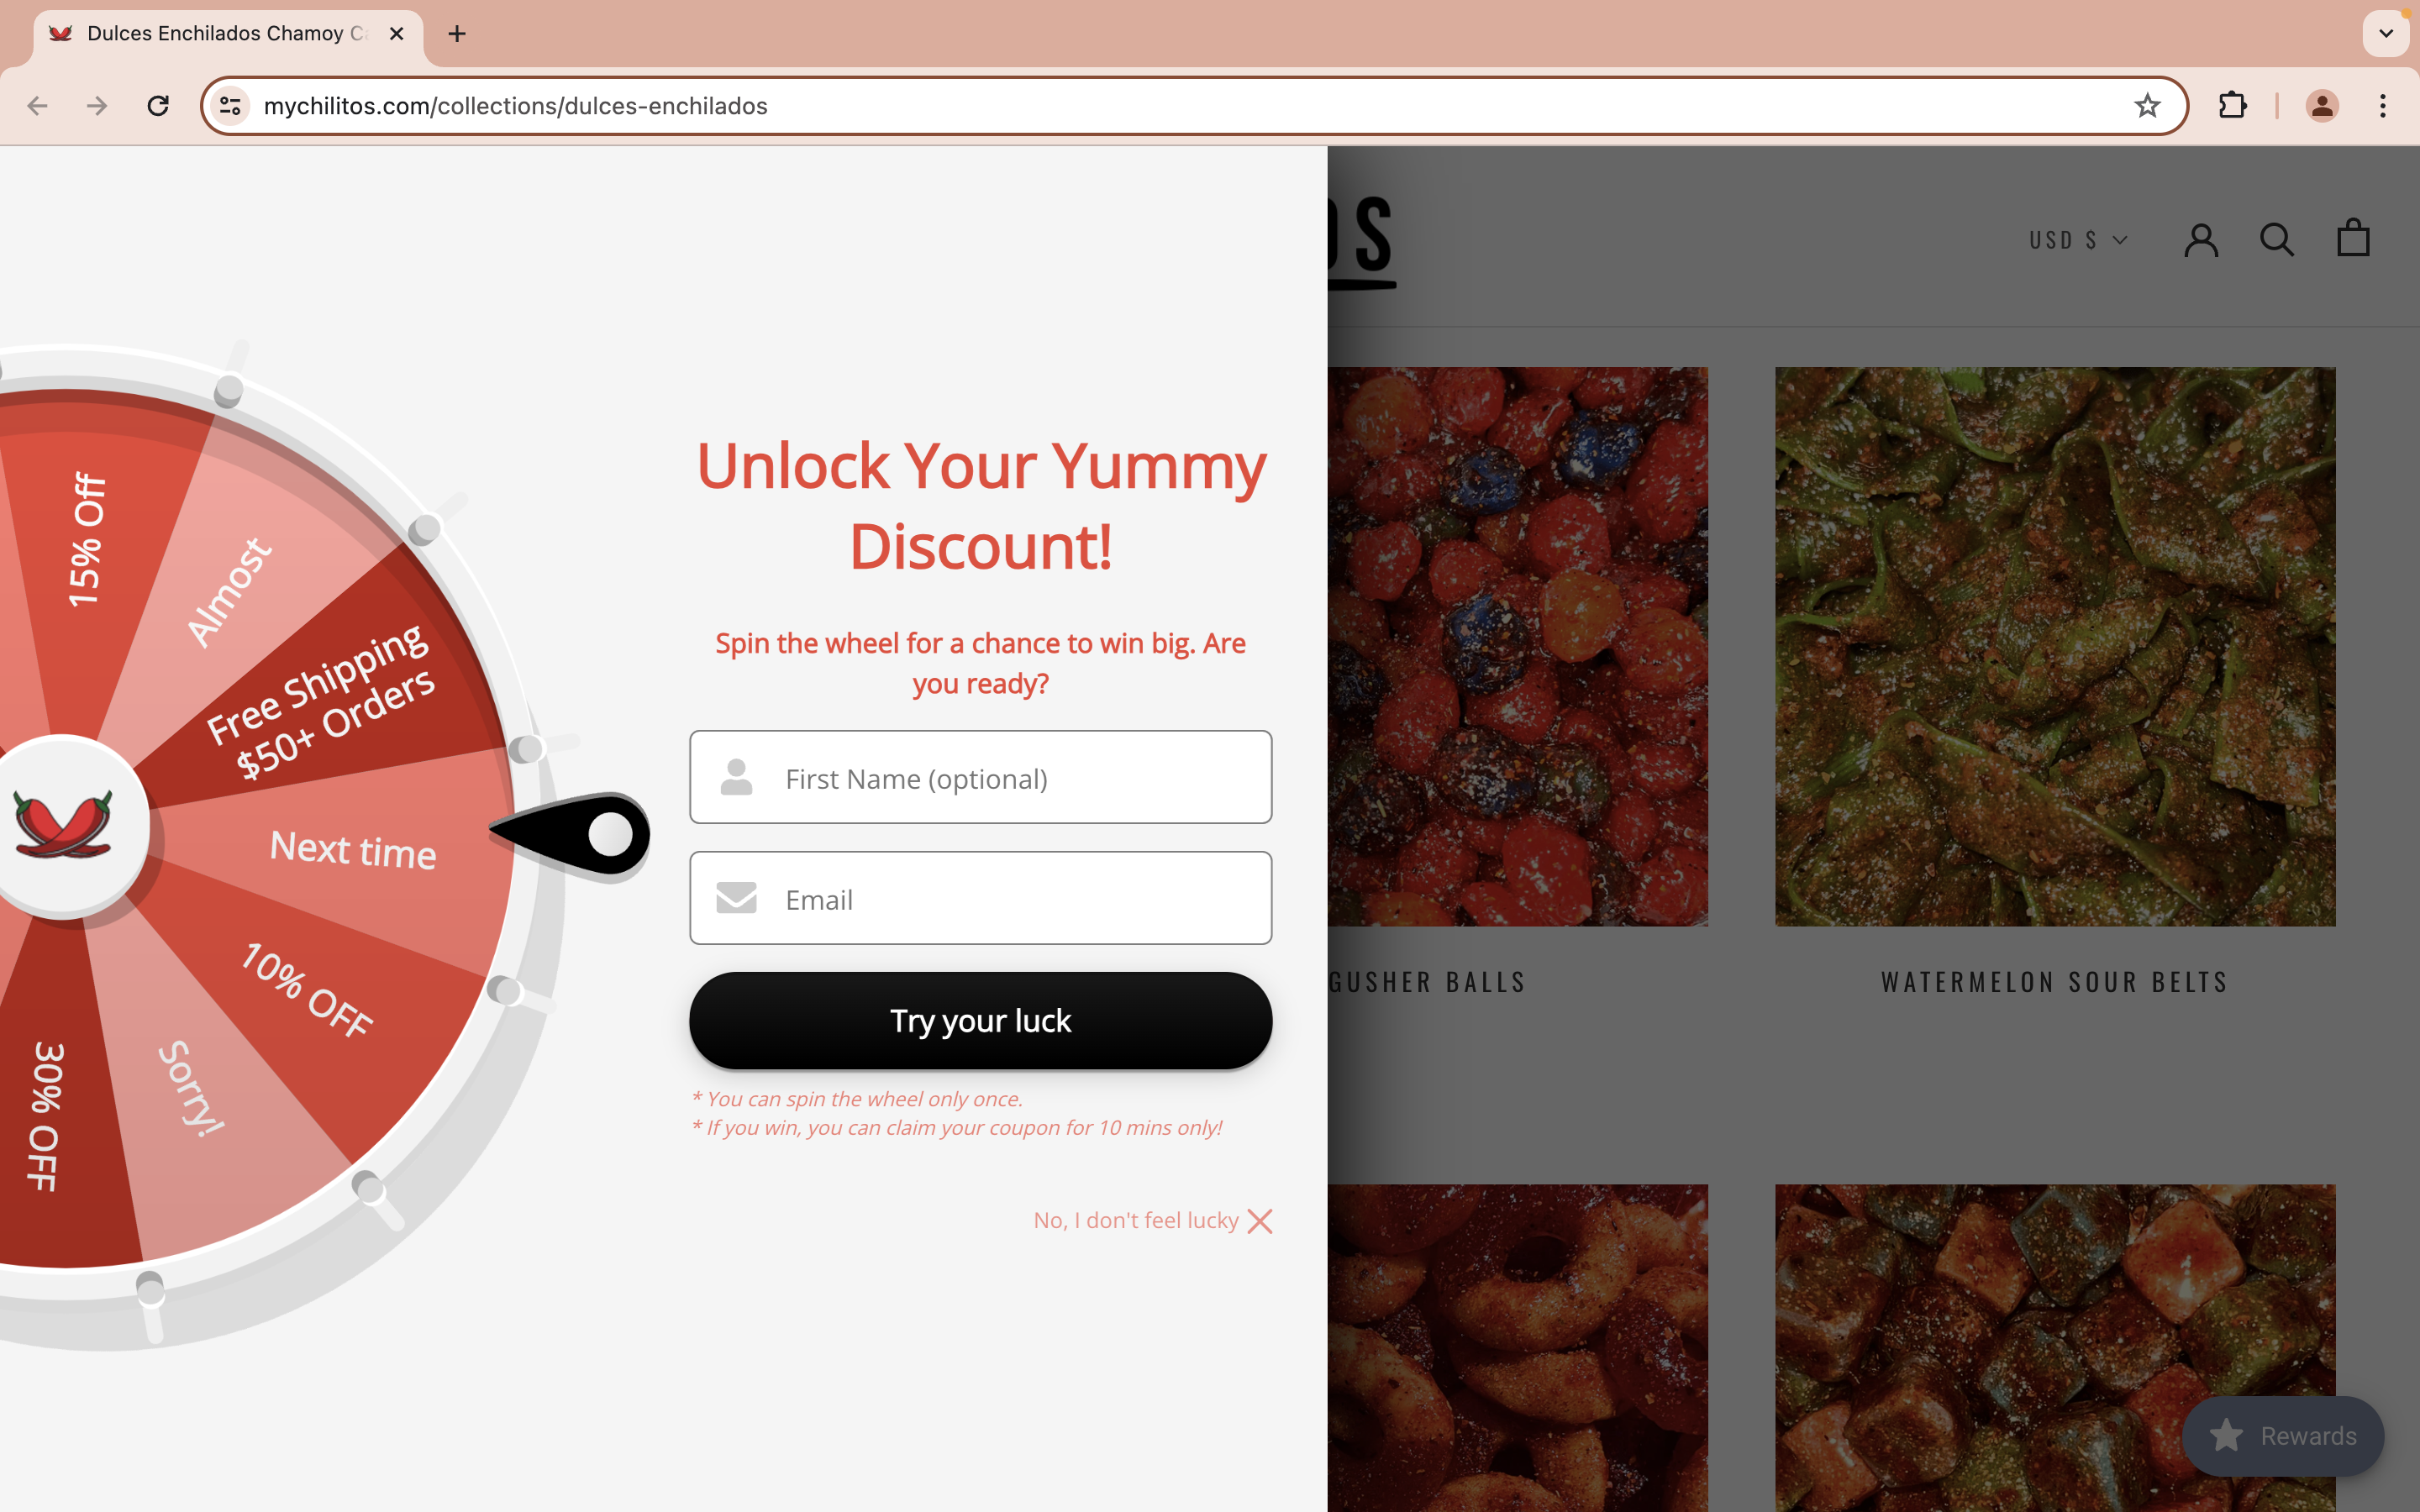 Dulces Enchilados Chamoy
mychilitos.com/collections/dulces-enchilados
USD $
15% Off
Almost
Free Shipping
$50+ Orders
Next time
10% OFF
Sorry!
30% OFF
Unlock Your Yummy
Discount!
Spin the wheel for a chance to win big. Are
you ready?
First Name (optional)
Email
Try your luck
* You can spin the wheel only once.
* If you win, you can claim your coupon for 10 mins only!
No, I don't feel lucky
GUSHER BALLS
WATERMELON SOUR BELTS
Rewards